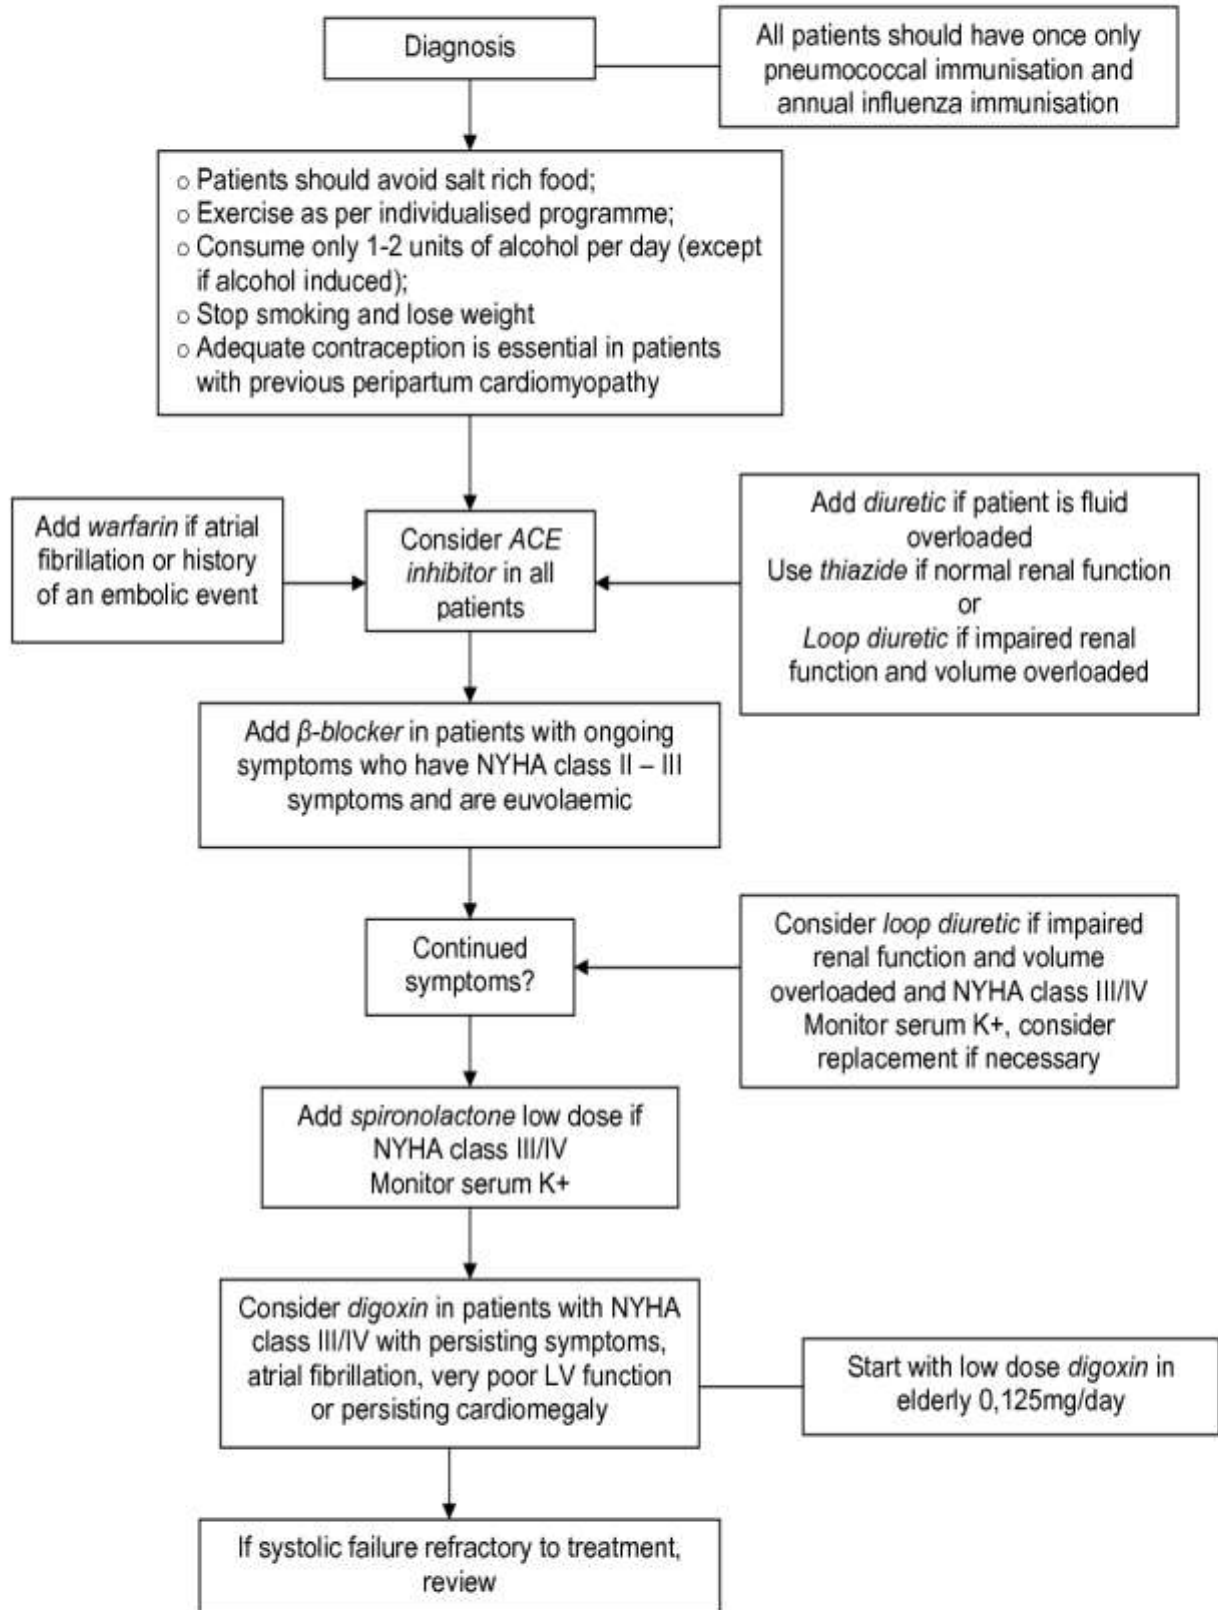 Diagnosis
All patients should have once only
pneumococcal immunisation and
annual influenza immunisation
o Patients should avoid salt rich food;
o Exercise as per individualised programme;
o Consume only 1-2 units of alcohol per day (except
if alcohol induced);
o Stop smoking and lose weight
o Adequate contraception is essential in patients
with previous peripartum cardiomyopathy
Add warfarin if atrial
fibrillation or history
of an embolic event
Consider ACE
inhibitor in all
patients
Add diuretic if patient is fluid
overloaded
Use thiazide if normal renal function
or
Loop diuretic if impaired renal
function and volume overloaded
Add β-blocker in patients with ongoing
symptoms who have NYHA class II – III
symptoms and are euvolaemic
Continued
symptoms?
Consider loop diuretic if impaired
renal function and volume
overloaded and NYHA class III/IV
Monitor serum K+, consider
replacement if necessary
Add spironolactone low dose if
NYHA class III/IV
Monitor serum K+
Consider digoxin in patients with NYHA
class III/IV with persisting symptoms,
atrial fibrillation, very poor LV function
or persisting cardiomegaly
Start with low dose digoxin in
elderly 0,125mg/day
If systolic failure refractory to treatment,
review